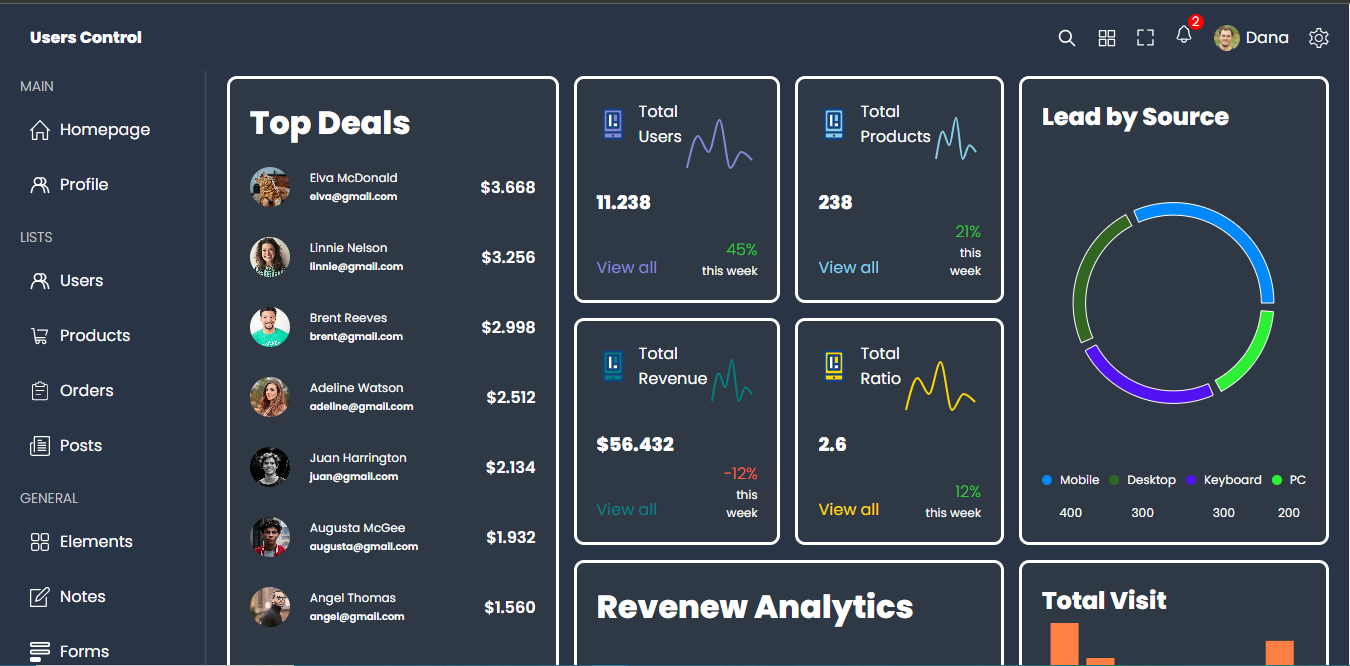 Users Control
2
Dana
MAIN
Homepage
Profile
LISTS
Users
Products
Orders
Posts
GENERAL
Elements
Notes
Forms
Top Deals
Elva McDonald
elva@gmail.com
$3.668
Linnie Nelson
linnie@gmail.com
$3.256
Brent Reeves
brent@gmail.com
$2.998
Adeline Watson
adeline@gmail.com
$2.512
Juan Harrington
juan@gmail.com
$2.134
Augusta McGee
augusta@gmail.com
$1.932
Angel Thomas
angel@gmail.com
$1.560
Total
Users
11.238
View all
45%
this week
Total
Products
238
View all
21%
this
week
Total
Revenue
$56.432
View all
-12%
this
week
Total
Ratio
2.6
View all
12%
this week
Lead by Source
Mobile Desktop Keyboard PC
400 300 300 200
Revenew Analytics
Total Visit